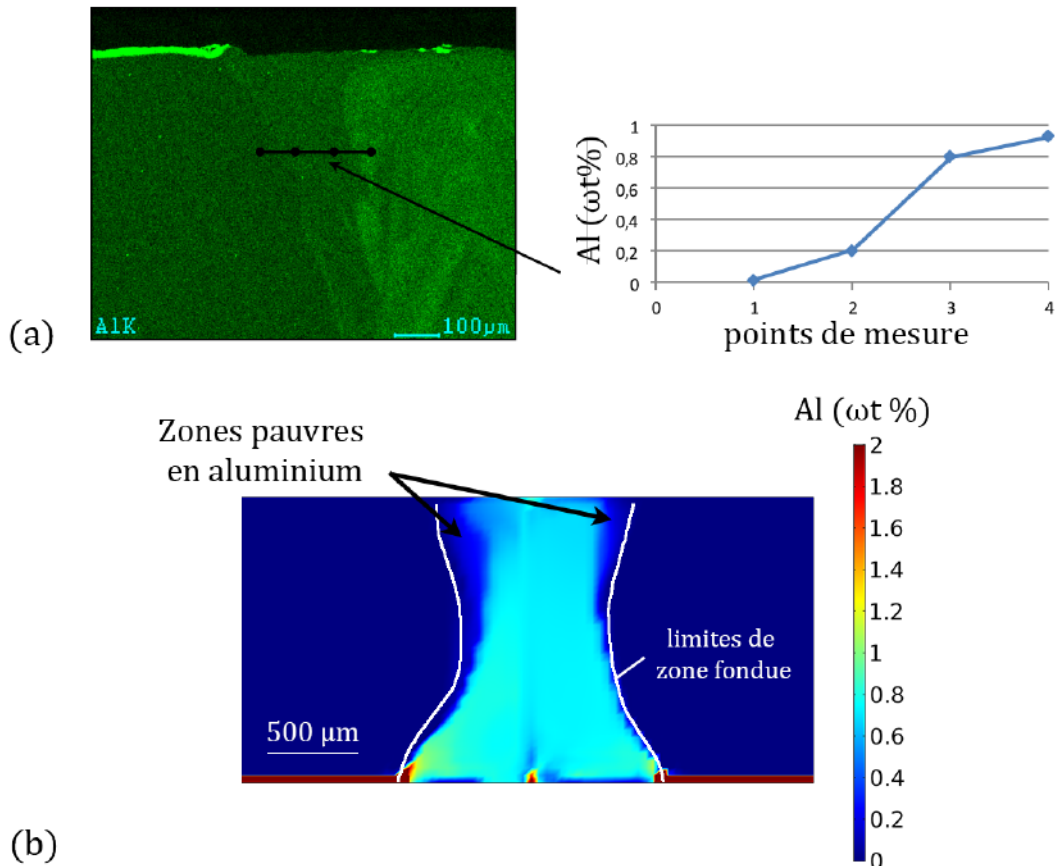 AlK
100µm
(a)
Al (ωt%)
1
0,8
0,6
0,4
0,2
0
0 1 2 3 4
points de mesure
Zones pauvres
en aluminium
limites de
zone fondue
500 µm
Al (ωt %)
2
1.8
1.6
1.4
1.2
1
0.8
0.6
0.4
0.2
0
(b)